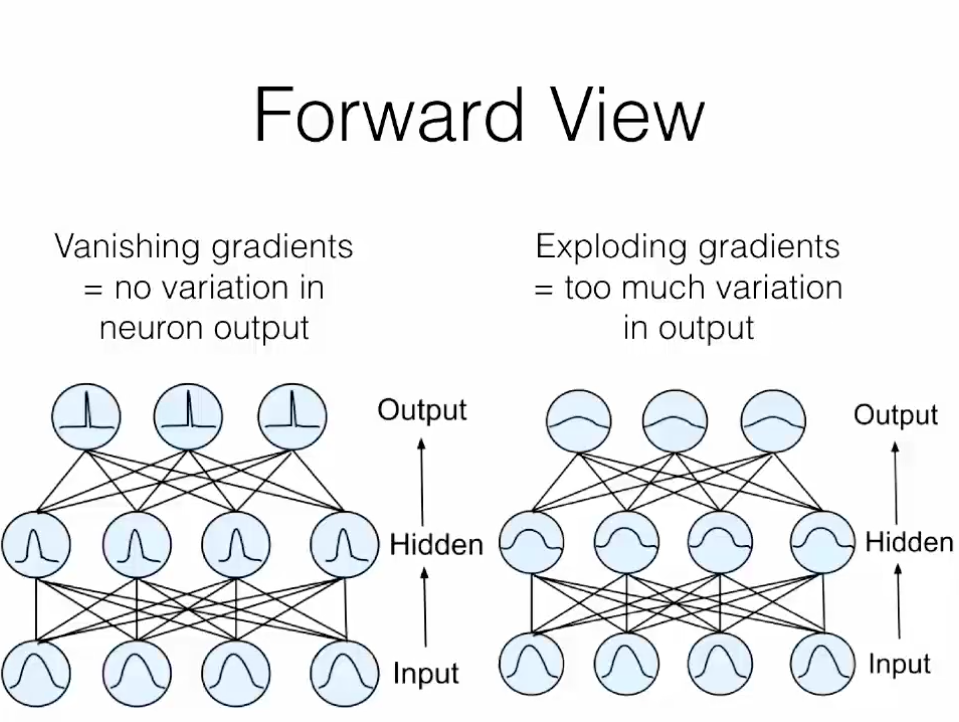 Forward View
Vanishing gradients
= no variation in
neuron output
Exploding gradients
= too much variation
in output
Output
Hidden
Input
Output
Hidden
Input